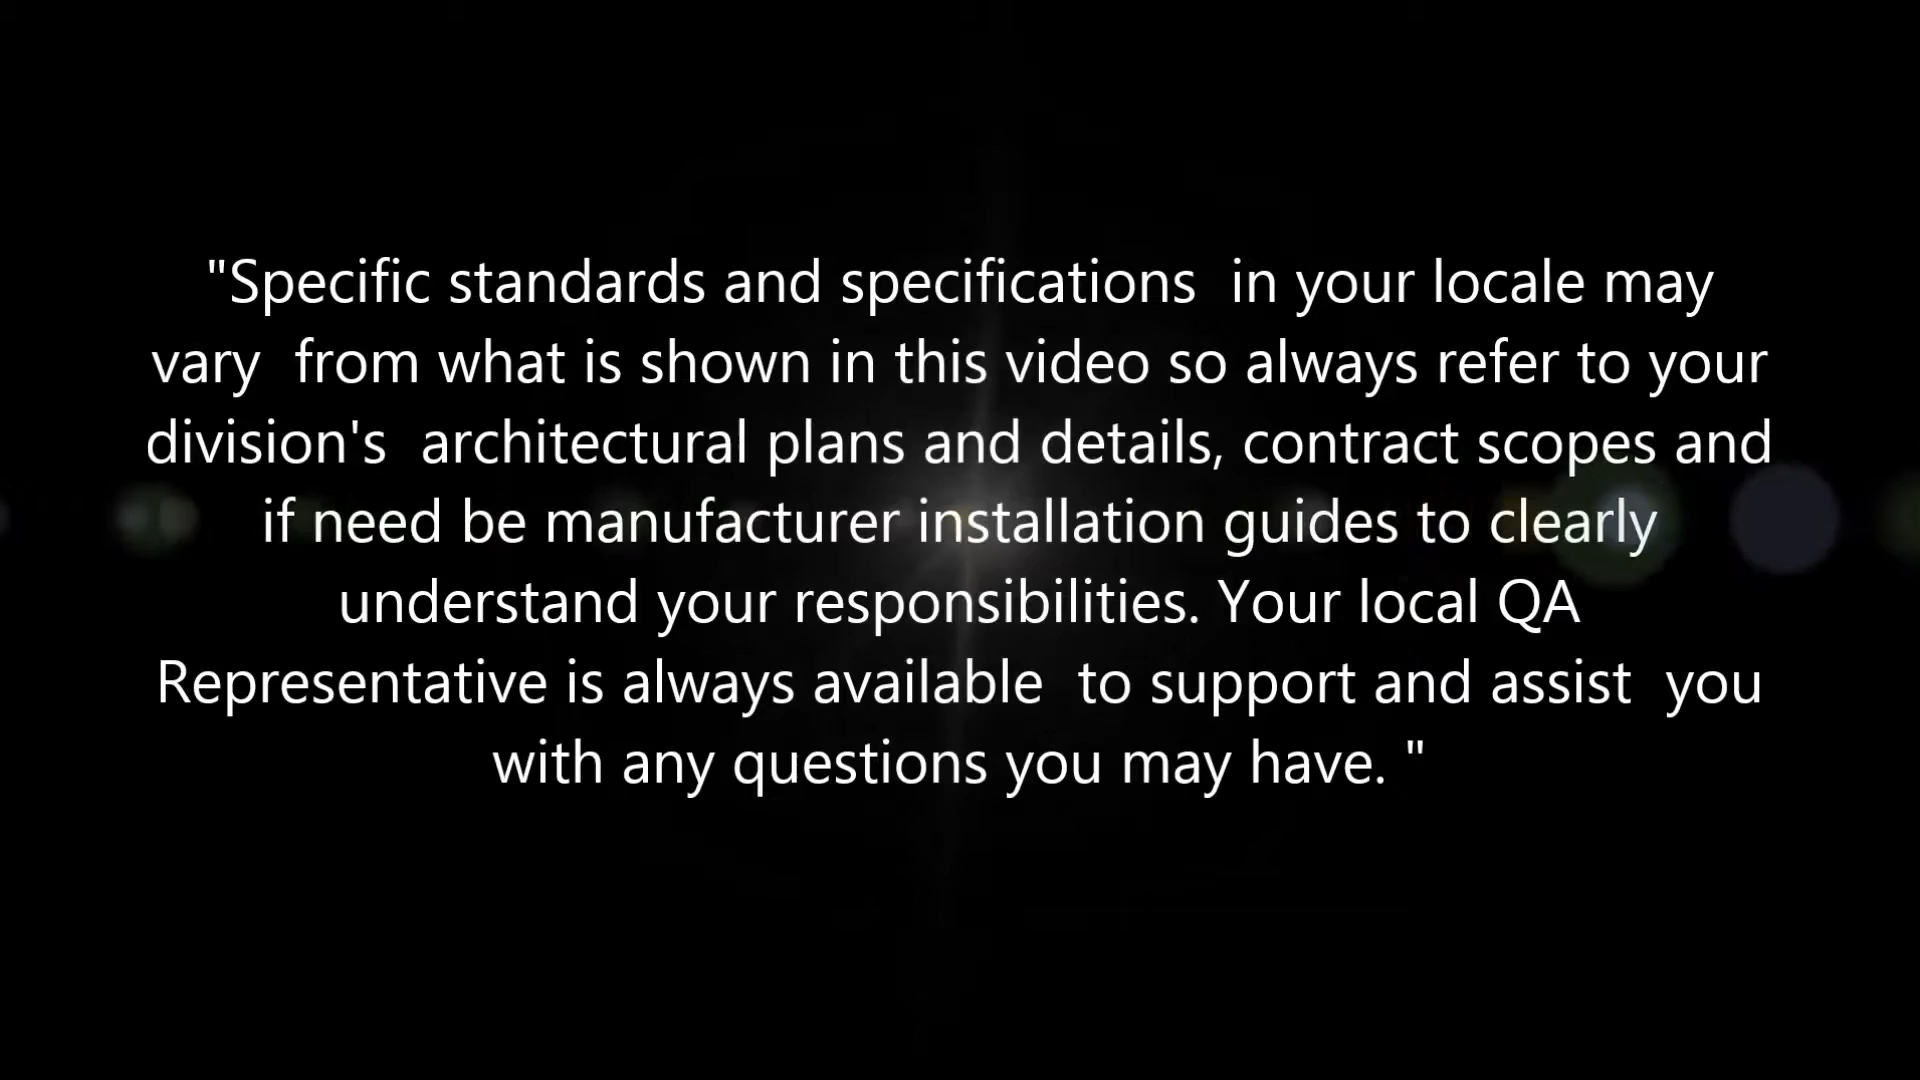 "Specific standards and specifications  in your locale may
vary  from what is shown in this video so always refer to your
division's  architectural plans and details, contract scopes and
if need be manufacturer installation guides to clearly
understand your responsibilities. Your local QA
Representative is always available  to support and assist  you
with any questions you may have. "